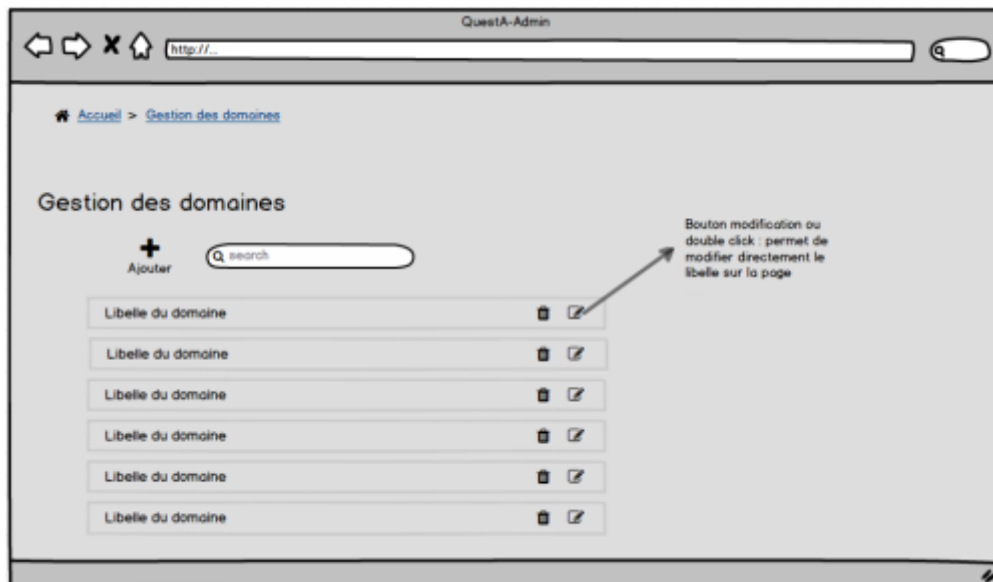 QuestA-Admin
http://...
Accueil > Gestion des domaines
Gestion des domaines
Bouton modification ou
double click : permet de
modifier directement le
libelle sur la page
Ajouter
search
Libelle du domaine
Libelle du domaine
Libelle du domaine
Libelle du domaine
Libelle du domaine
Libelle du domaine